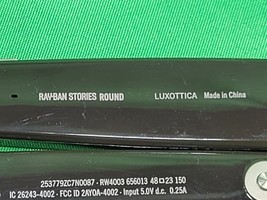 RAY-BAN STORIES ROUND LUXOTTICA Made in China
253779ZC7N0087 · RW4003 656013 48□23 150
IC 26243-4002 · FCC ID 2AYOA-4002 · Input 5.0V d.c. 0.25A